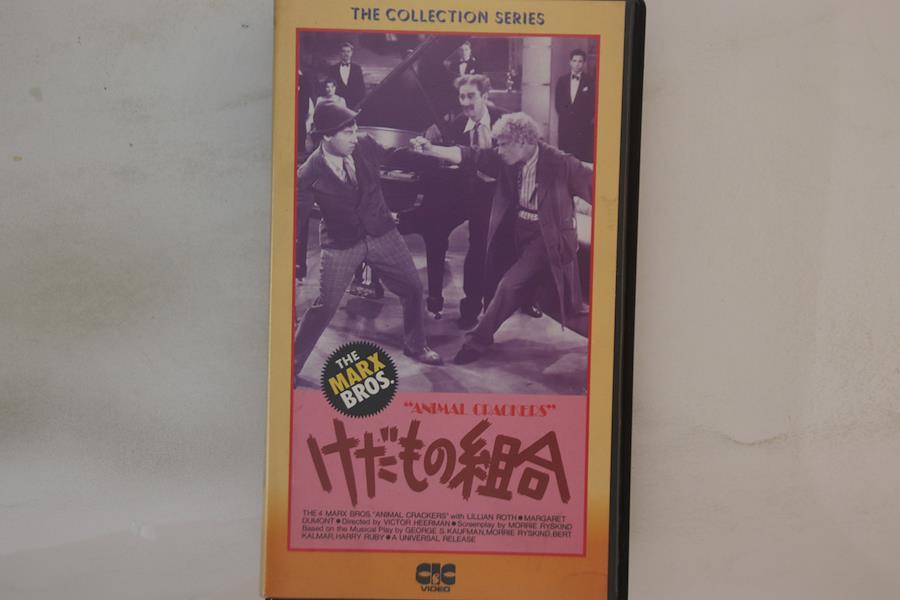 THE COLLECTION SERIES
THE
MARX
BROS.
"ANIMAL CRACKERS"
けだもの組合
THE 4 MARX BROS. "ANIMAL CRACKERS" with LILLIAN ROTH●MARGARET
DUMONT●Directed by VICTOR HEERMAN●Screenplay by MORRIE RYSKIND
Based on the Musical Play by GEORGE S. KAUFMAN, MORRIE RYSKIND, BERT
KALMAR, HARRY RUBY●A UNIVERSAL RELEASE
CIC
VIDEO